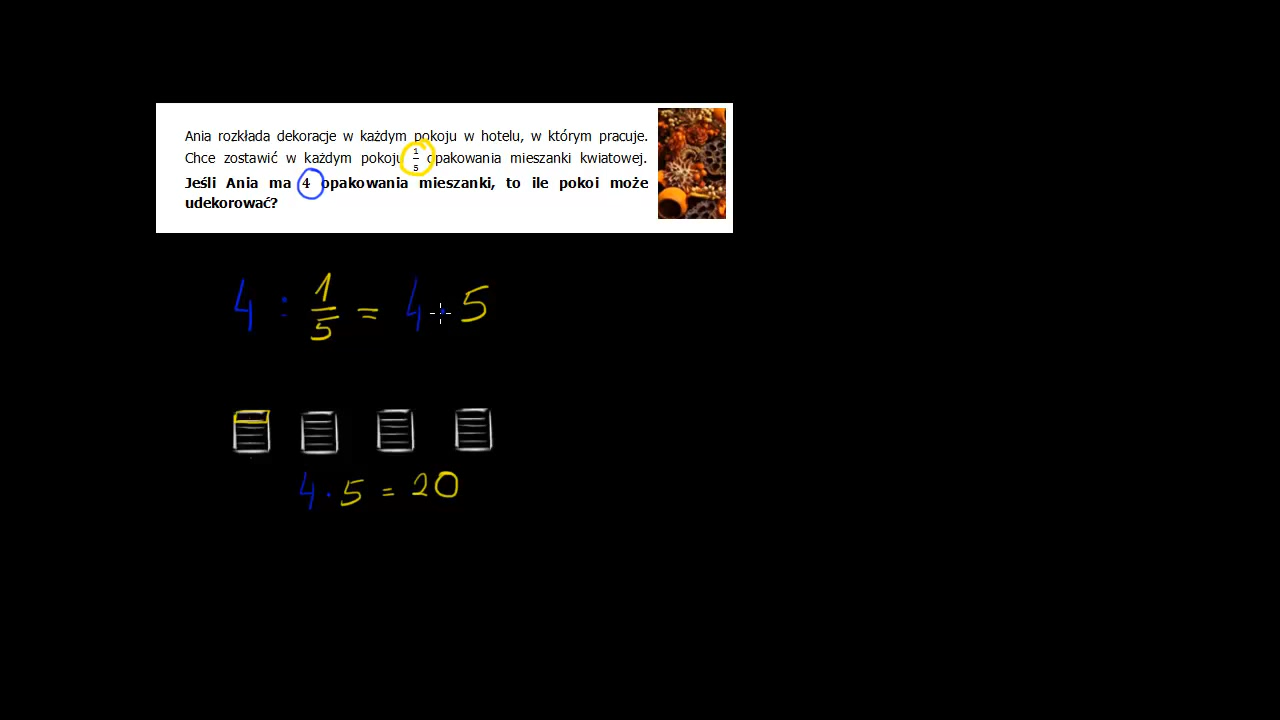 Ania rozkłada dekoracje w każdym pokoju w hotelu, w którym pracuje.
Chce zostawić w każdym pokoju 1/5 opakowania mieszanki kwiatowej.
Jeśli Ania ma 4 opakowania mieszanki, to ile pokoi może
udekorować?
4 : 1/5 = 4 · 5
4 · 5 = 20